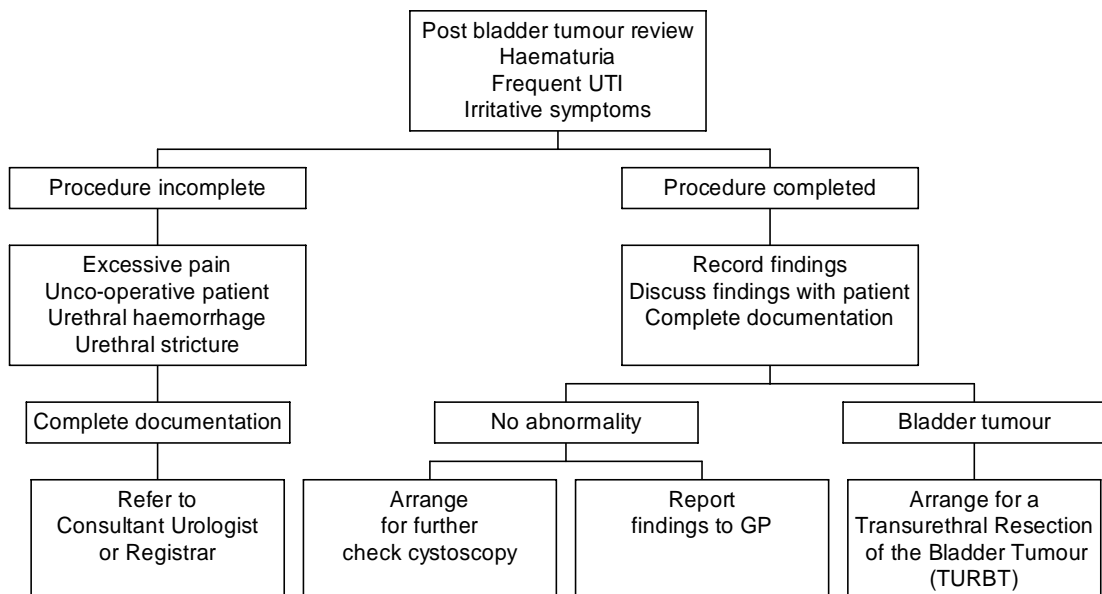 Post bladder tumour review
Haematuria
Frequent UTI
Irritative symptoms
Procedure incomplete
Procedure completed
Excessive pain
Unco-operative patient
Urethral haemorrhage
Urethral stricture
Record findings
Discuss findings with patient
Complete documentation
Complete documentation
No abnormality
Bladder tumour
Refer to
Consultant Urologist
or Registrar
Arrange
for further
check cystoscopy
Report
findings to GP
Arrange for a
Transurethral Resection
of the Bladder Tumour
(TURBT)